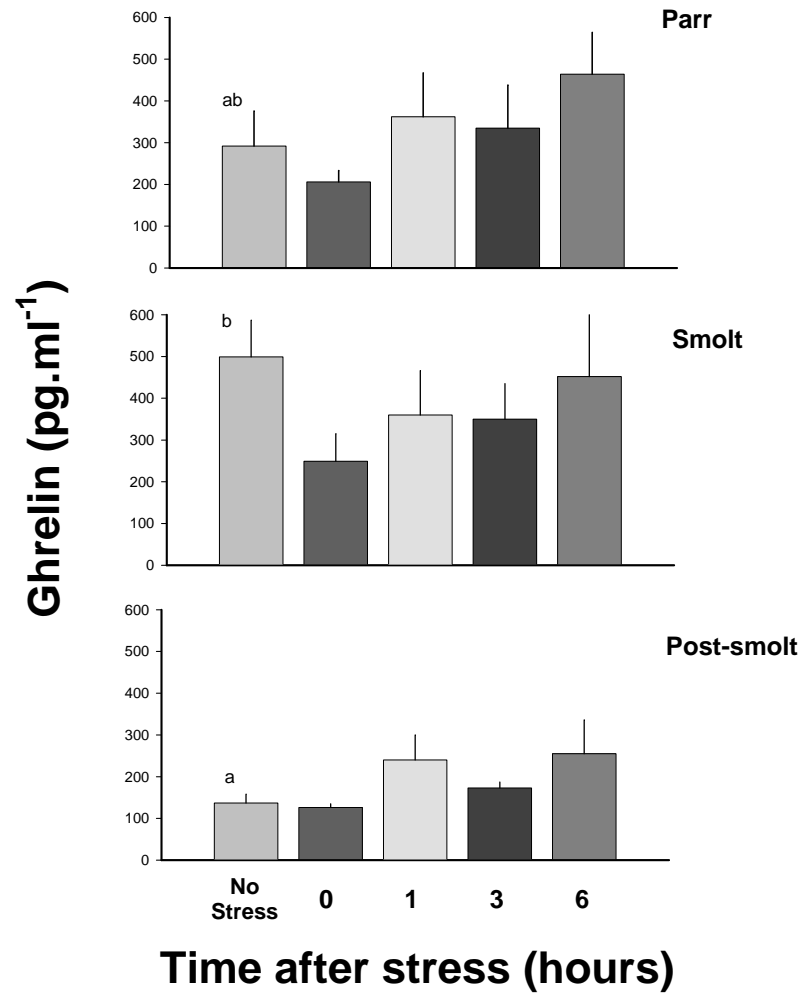 Parr
600
500
400
300
200
100
0
ab
Smolt
600
500
400
300
200
100
0
b
Post-smolt
600
500
400
300
200
100
0
a
Ghrelin (pg.ml-1)
No
Stress
0 1 3 6
Time after stress (hours)